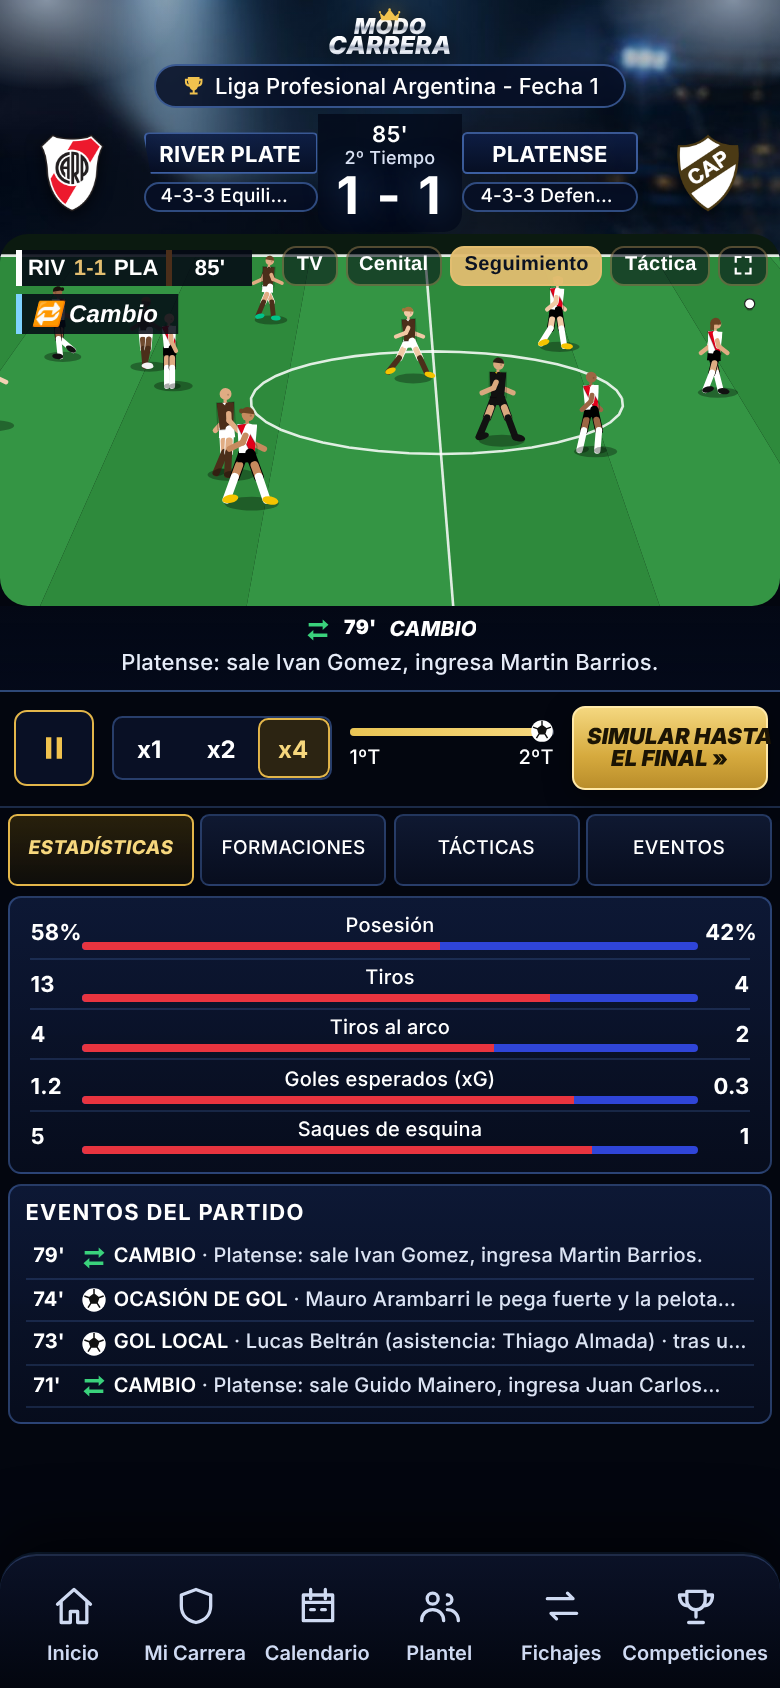 MODO
CARRERA
Liga Profesional Argentina - Fecha 1
RIVER PLATE
4-3-3 Equili...
85'
2º Tiempo
1 - 1
PLATENSE
4-3-3 Defen...
CARP
CAP
RIV 1-1 PLA 85'
TV Cenital Seguimiento Táctica
Cambio
79' CAMBIO
Platense: sale Ivan Gomez, ingresa Martin Barrios.
x1 x2 x4
1ºT 2ºT
SIMULAR HASTA
EL FINAL »
ESTADÍSTICAS FORMACIONES TÁCTICAS EVENTOS
58% Posesión 42%
13 Tiros 4
4 Tiros al arco 2
1.2 Goles esperados (xG) 0.3
5 Saques de esquina 1
EVENTOS DEL PARTIDO
79' CAMBIO · Platense: sale Ivan Gomez, ingresa Martin Barrios.
74' OCASIÓN DE GOL · Mauro Arambarri le pega fuerte y la pelota...
73' GOL LOCAL · Lucas Beltrán (asistencia: Thiago Almada) · tras u...
71' CAMBIO · Platense: sale Guido Mainero, ingresa Juan Carlos...
Inicio Mi Carrera Calendario Plantel Fichajes Competiciones